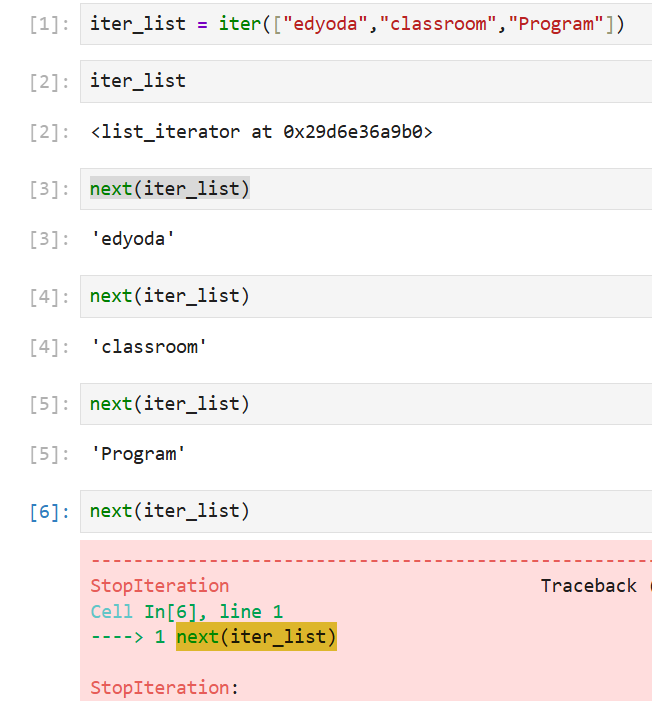 [1]: iter_list = iter(["edyoda","classroom","Program"])
[2]: iter_list
[2]: <list_iterator at 0x29d6e36a9b0>
[3]: next(iter_list)
[3]: 'edyoda'
[4]: next(iter_list)
[4]: 'classroom'
[5]: next(iter_list)
[5]: 'Program'
[6]: next(iter_list)
---------------------------------------------------
StopIteration Traceback (
Cell In[6], line 1
----> 1 next(iter_list)
StopIteration: